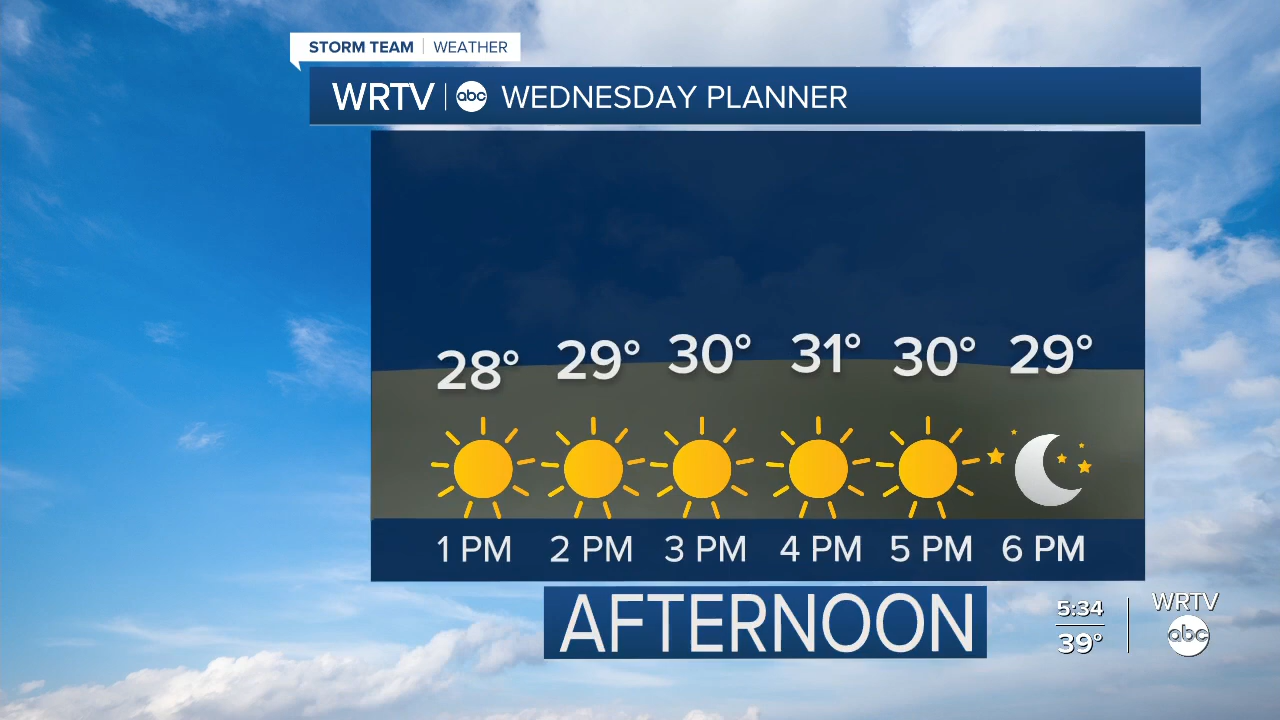 STORM TEAM | WEATHER
WRTV | abc WEDNESDAY PLANNER
28° 29° 30° 31° 30° 29°
1 PM 2 PM 3 PM 4 PM 5 PM 6 PM
AFTERNOON
5:34
39°
WRTV
abc